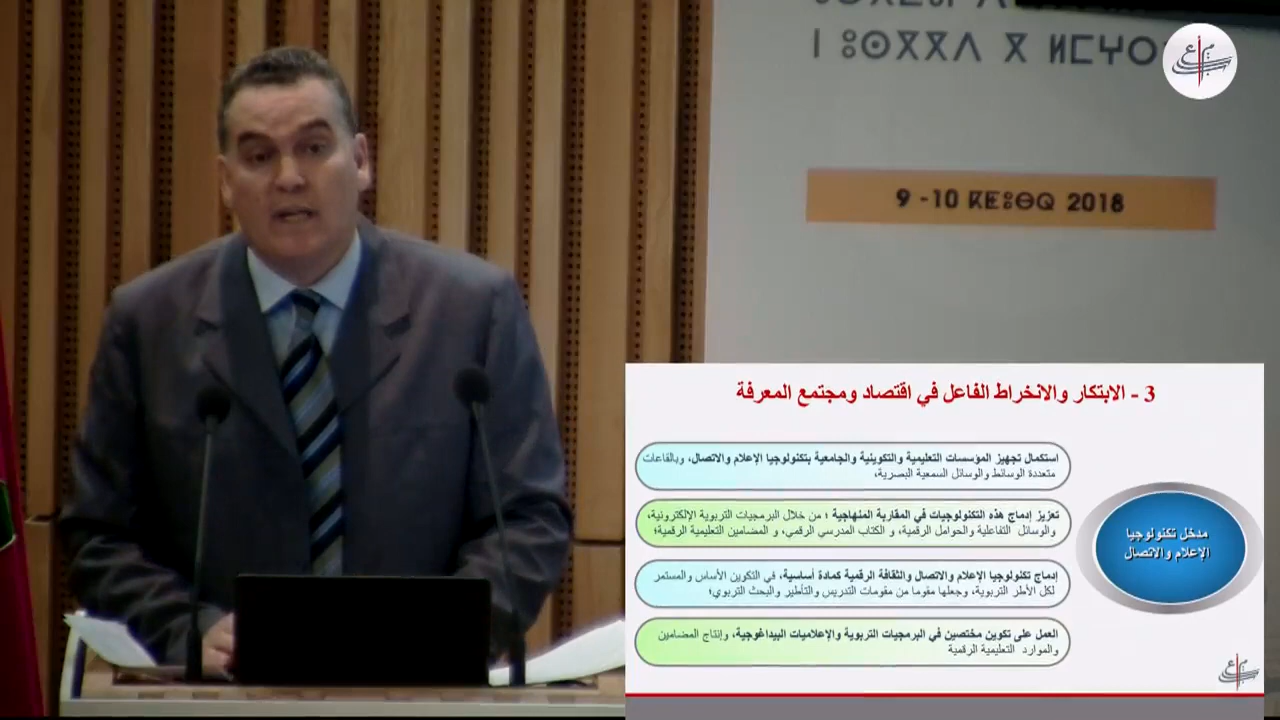 ⵏ ⵓⵙⴳⴳⴷ ⴳ ⵍⵎⵖⵔ
9 -10 ⴽⵟⵓⴱⵕ 2018
3 - الابتكار والانخراط الفاعل في اقتصاد ومجتمع المعرفة
استكمال تجهيز المؤسسات التعليمية والتكوينية والجامعية بتكنولوجيا الإعلام والاتصال، وبالقاعات
متعددة الوسائط والوسائل السمعية البصرية،
تعزيز إدماج هذه التكنولوجيات في المقاربة المنهاجية ؛ من خلال البرمجيات التربوية الإلكترونية،
والوسائل التفاعلية والحوامل الرقمية، و الكتاب المدرسي الرقمي، و المضامين التعليمية الرقمية؛
مدخل تكنولوجيا
الإعلام والاتصال
إدماج تكنولوجيا الإعلام والاتصال والثقافة الرقمية كمادة أساسية، في التكوين الأساس والمستمر
لكل الأطر التربوية، وجعلها مقوما من مقومات التدريس والتأطير والبحث التربوي؛
العمل على تكوين مختصين في البرمجيات التربوية والإعلاميات البيداغوجية، وإنتاج المضامين
والموارد التعليمية الرقمية